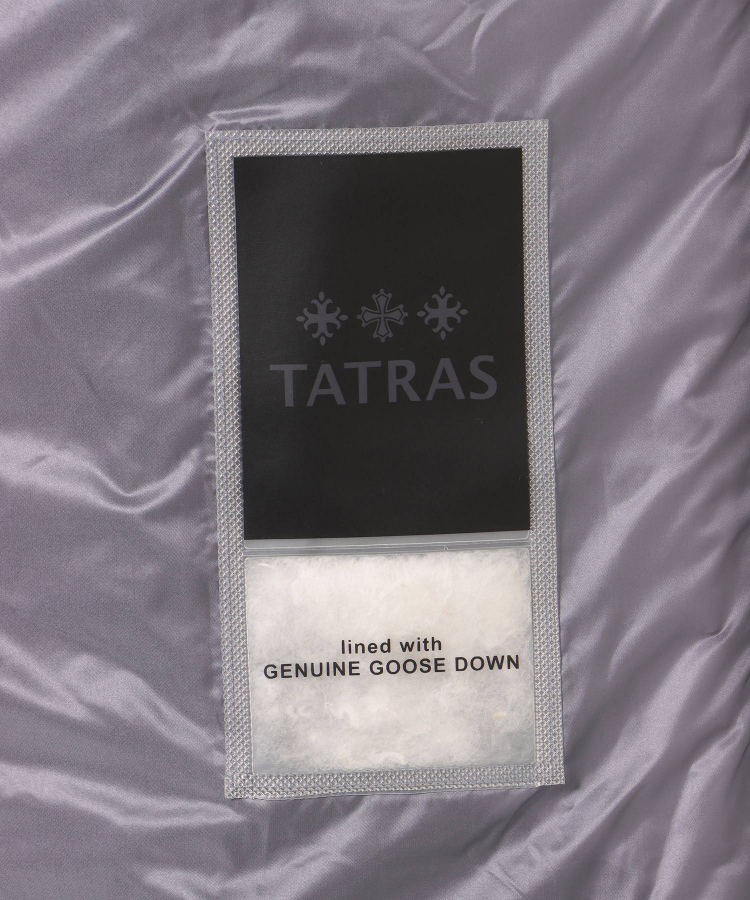 TATRAS
lined with
GENUINE GOOSE DOWN